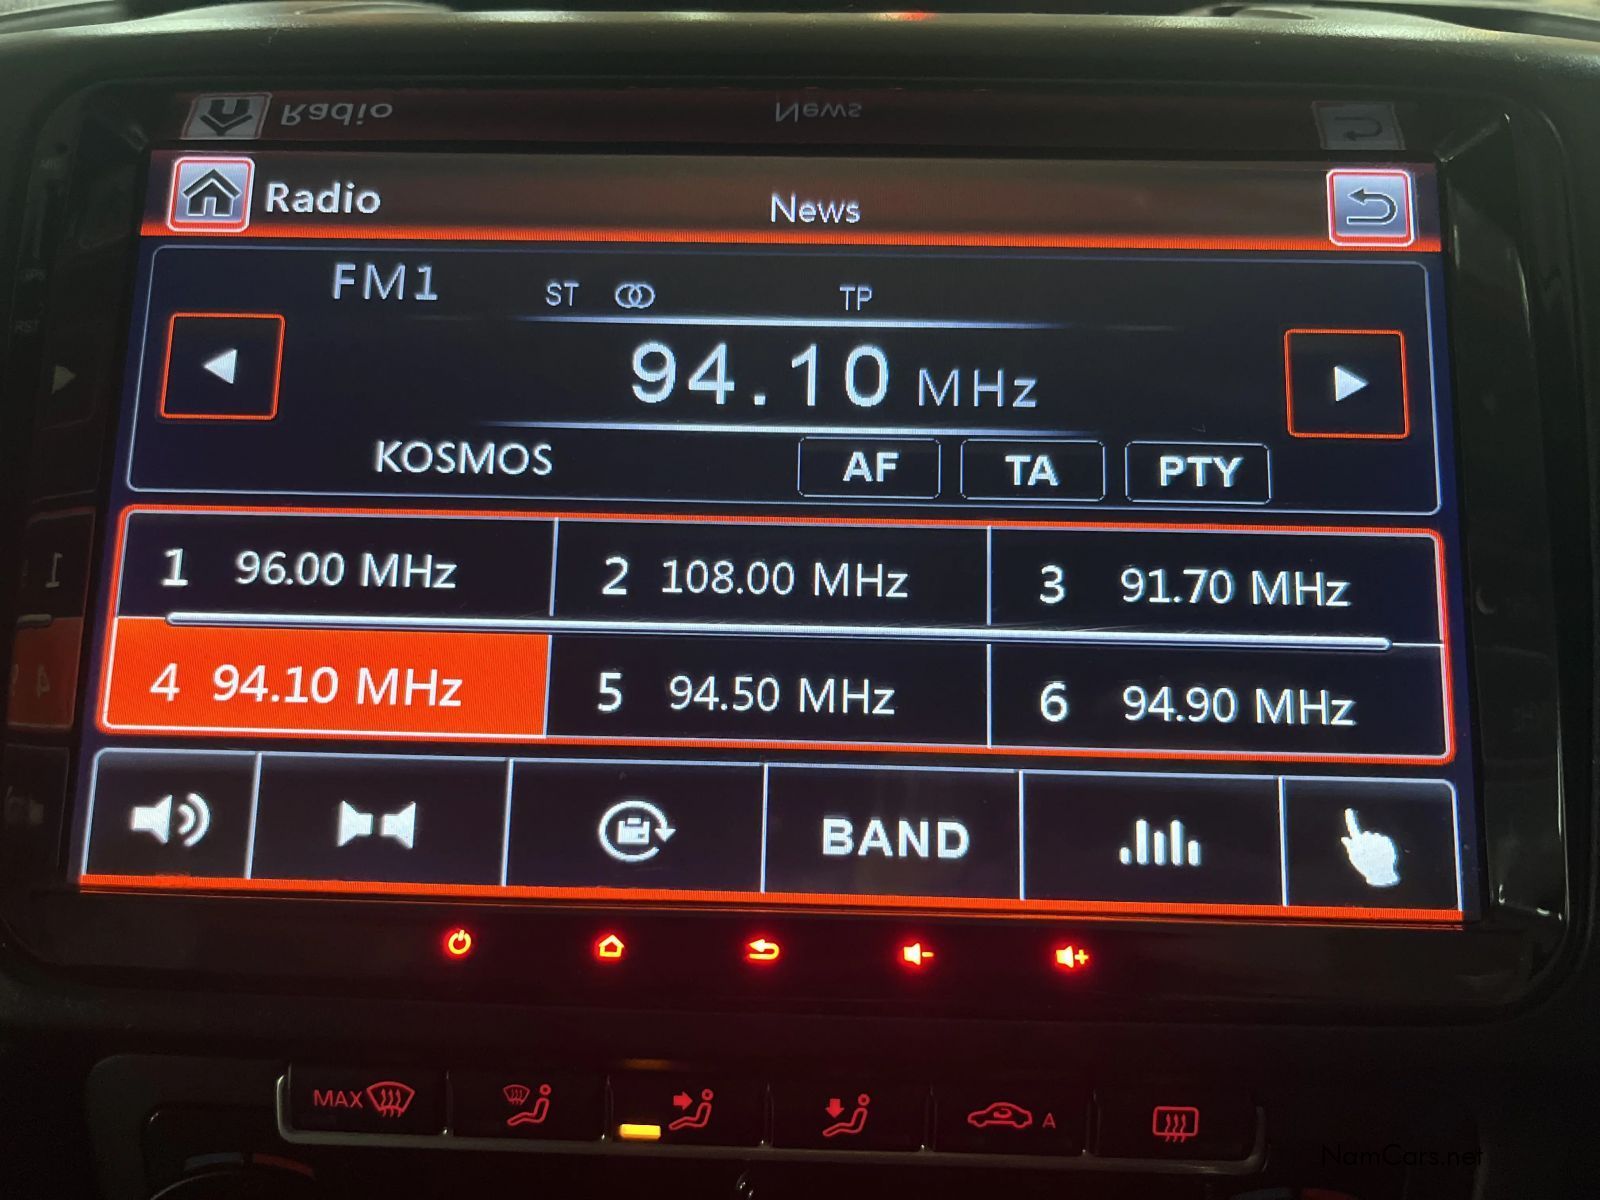 Radio News
Radio
News
FM1
ST
TP
94.10 MHz
KOSMOS
AF
TA
PTY
1 96.00 MHz
2 108.00 MHz
3 91.70 MHz
4 94.10 MHz
5 94.50 MHz
6 94.90 MHz
BAND
MAX
A
NamCars.net